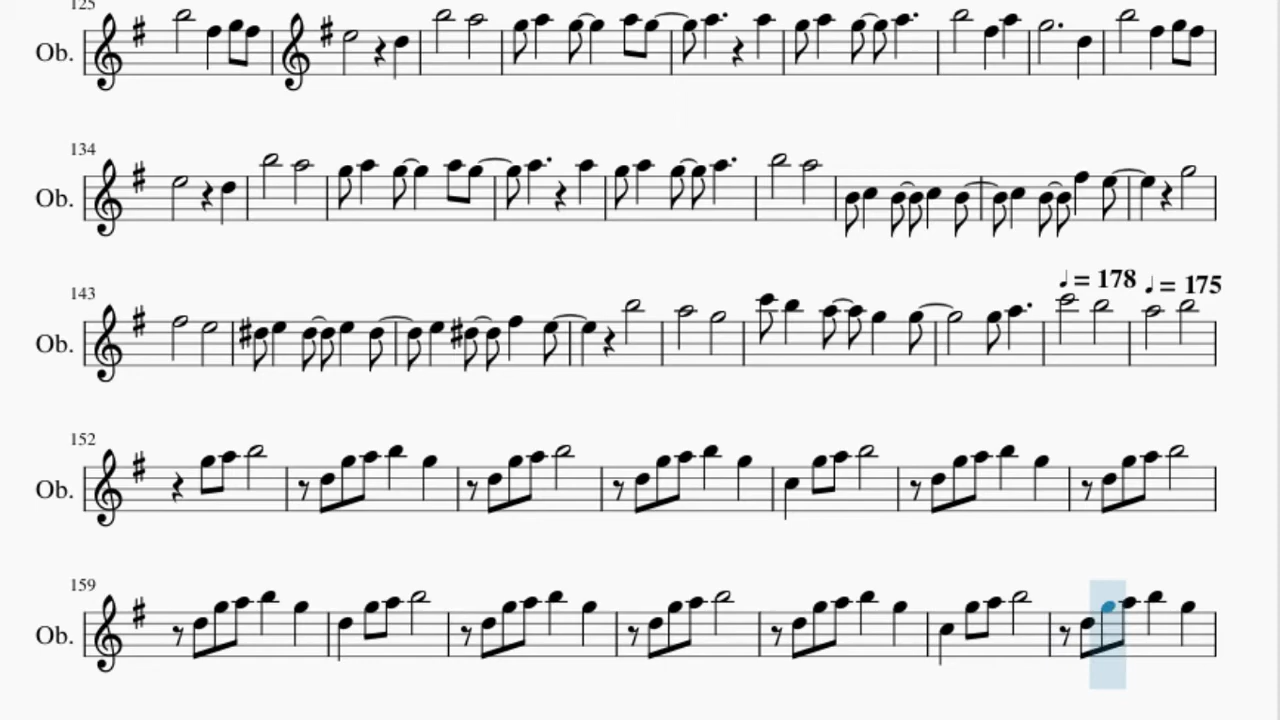 125
Ob.
134
Ob.
143
♩ = 178 ♩ = 175
Ob.
152
Ob.
159
Ob.